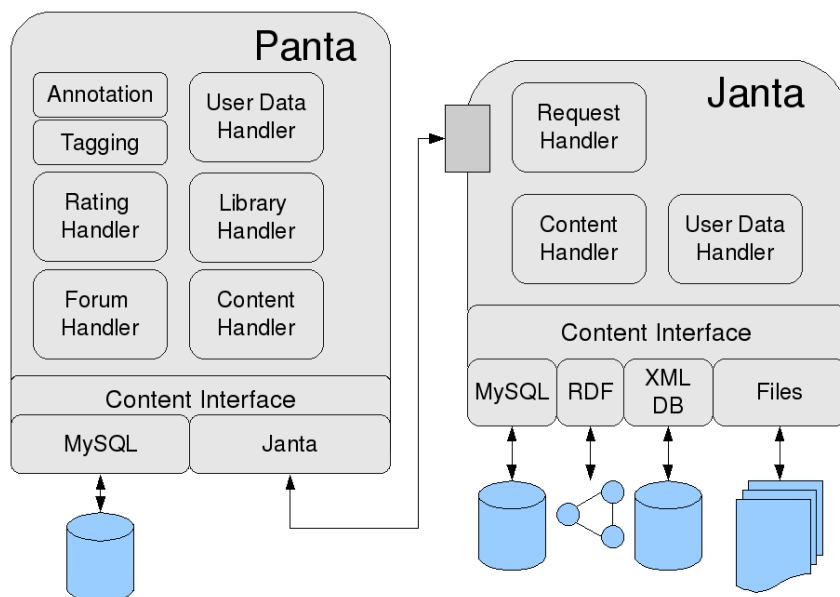 Panta
Annotation
Tagging
User Data
Handler
Rating
Handler
Library
Handler
Forum
Handler
Content
Handler
Content Interface
MySQL
Janta
Janta
Request
Handler
Content
Handler
User Data
Handler
Content Interface
MySQL
RDF
XML
DB
Files